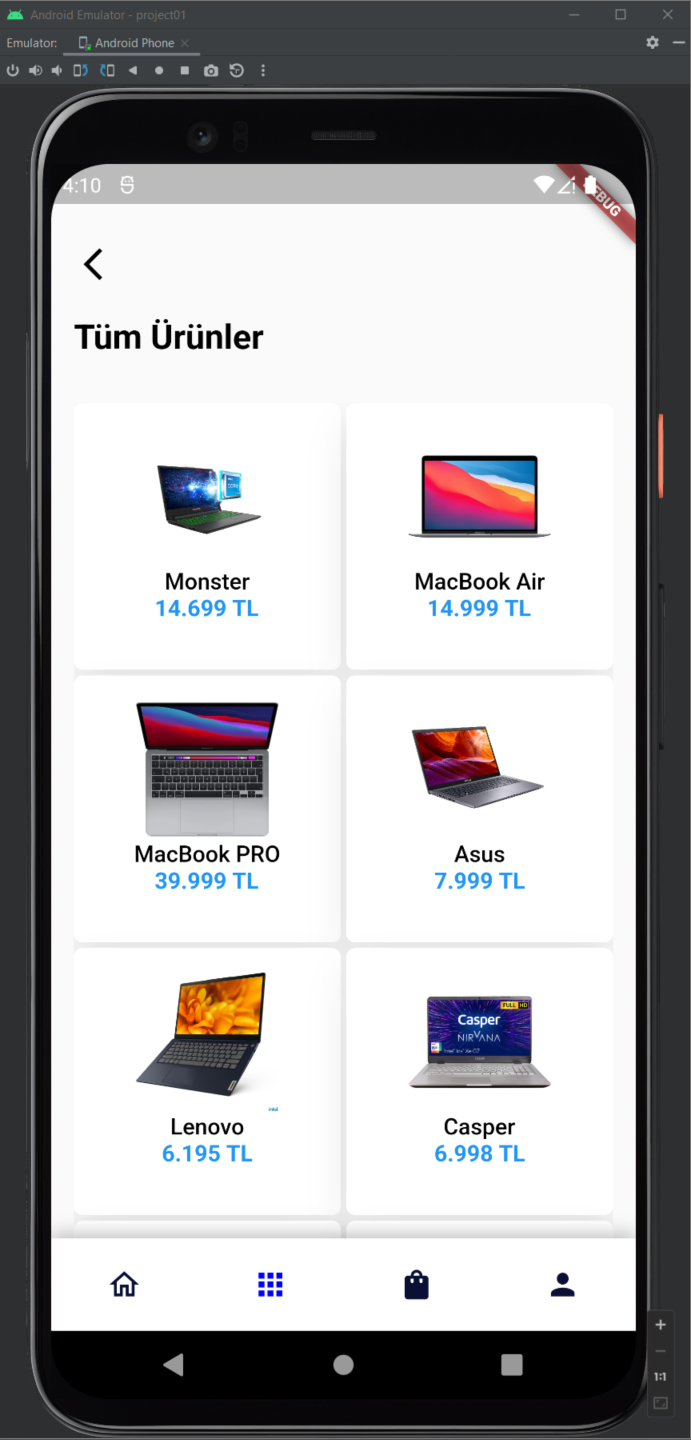 Android Emulator - project01
Emulator:
Android Phone
4:10
DEBUG
Tüm Ürünler
Monster
14.699 TL
MacBook Air
14.999 TL
MacBook PRO
39.999 TL
Asus
7.999 TL
Lenovo
6.195 TL
FULL HD
Casper
NIRVANA
Casper
6.998 TL
1:1